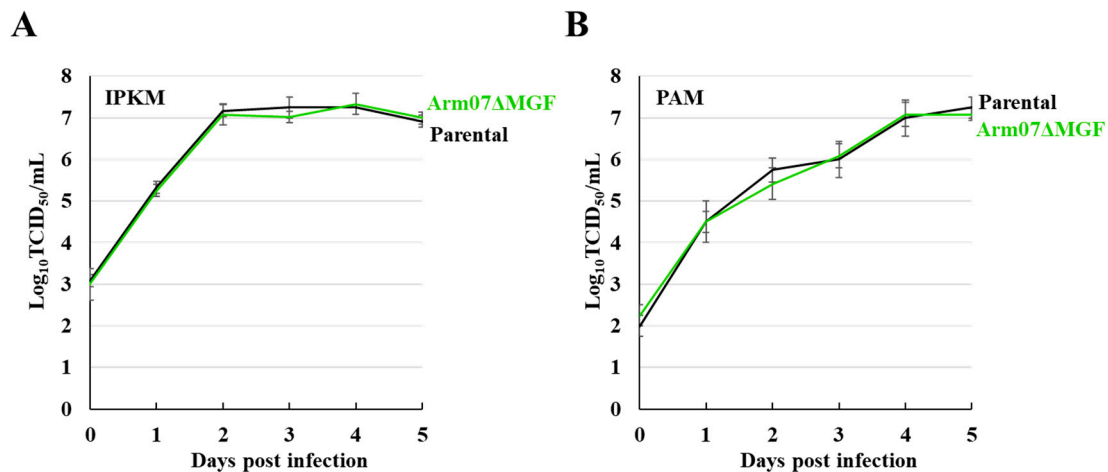 A
IPKM
8
7
6
5
4
3
2
1
0
Log₁₀TCID₅₀/mL
0 1 2 3 4 5
Days post infection
Arm07ΔMGF
Parental
B
PAM
8
7
6
5
4
3
2
1
0
Log₁₀TCID₅₀/mL
0 1 2 3 4 5
Days post infection
Parental
Arm07ΔMGF